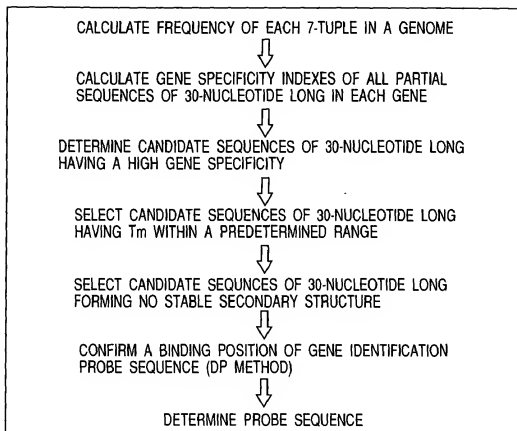 CALCULATE FREQUENCY OF EACH 7-TUPLE IN A GENOME
CALCULATE GENE SPECIFICITY INDEXES OF ALL PARTIAL
SEQUENCES OF 30-NUCLEOTIDE LONG IN EACH GENE
DETERMINE CANDIDATE SEQUENCES OF 30-NUCLEOTIDE LONG
HAVING A HIGH GENE SPECIFICITY
SELECT CANDIDATE SEQUENCES OF 30-NUCLEOTIDE LONG
HAVING Tm WITHIN A PREDETERMINED RANGE
SELECT CANDIDATE SEQUNCES OF 30-NUCLEOTIDE LONG
FORMING NO STABLE SECONDARY STRUCTURE
CONFIRM A BINDING POSITION OF GENE IDENTIFICATION
PROBE SEQUENCE (DP METHOD)
DETERMINE PROBE SEQUENCE